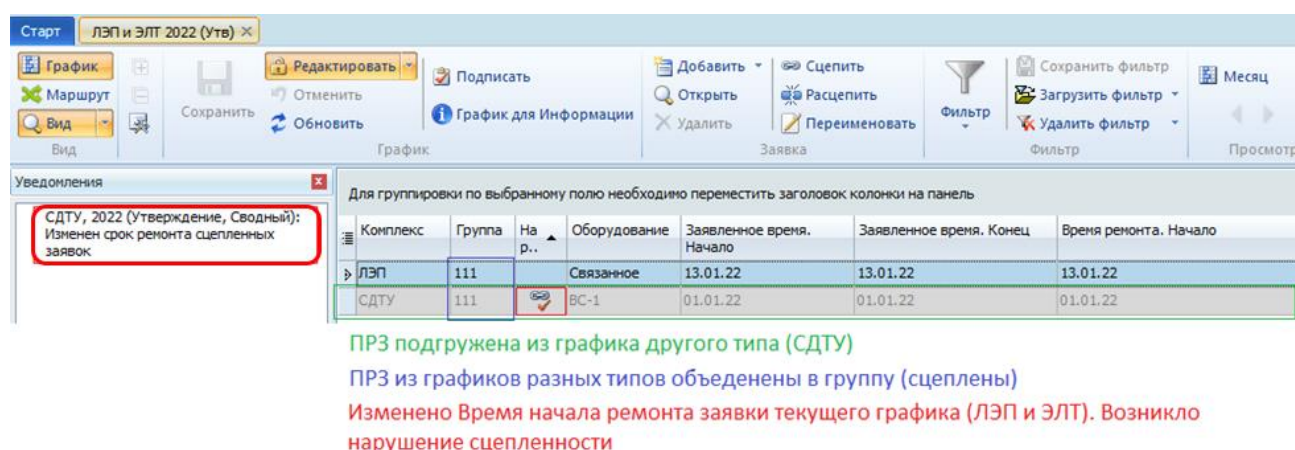 Старт
ЛЭП и ЭЛТ 2022 (Утв)
График
Маршрут
Вид
Вид
Сохранить
Редактировать
Отменить
Обновить
Подписать
График для Информации
График
Добавить
Открыть
Удалить
Сцепить
Расцепить
Переименовать
Заявка
Фильтр
Сохранить фильтр
Загрузить фильтр
Удалить фильтр
Фильтр
Месяц
Просмотр
Уведомления
СДТУ, 2022 (Утверждение, Сводный):
Изменен срок ремонта сцепленных
заявок
Для группировки по выбранному полю необходимо переместить заголовок колонки на панель
Комплекс Группа На р.. Оборудование Заявленное время. Начало Заявленное время. Конец Время ремонта. Начало
ЛЭП 111 Связанное 13.01.22 13.01.22 13.01.22
СДТУ 111 ВС-1 01.01.22 01.01.22 01.01.22
ПРЗ подгружена из графика другого типа (СДТУ)
ПРЗ из графиков разных типов объеденены в группу (сцеплены)
Изменено Время начала ремонта заявки текущего графика (ЛЭП и ЭЛТ). Возникло
нарушение сцепленности